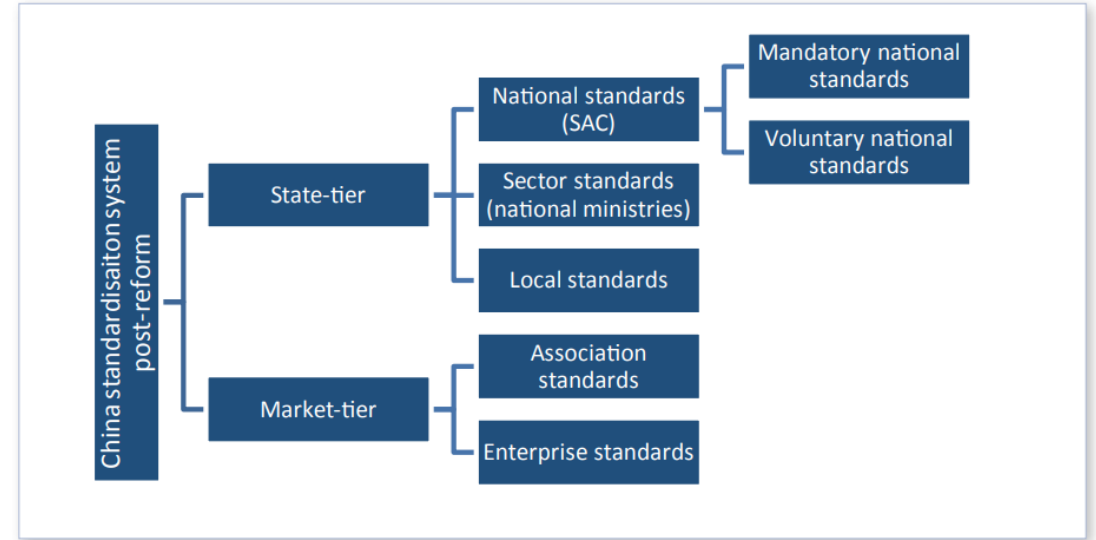 China standardisaiton system
post-reform
State-tier
Market-tier
National standards
(SAC)
Sector standards
(national ministries)
Local standards
Association
standards
Enterprise standards
Mandatory national
standards
Voluntary national
standards